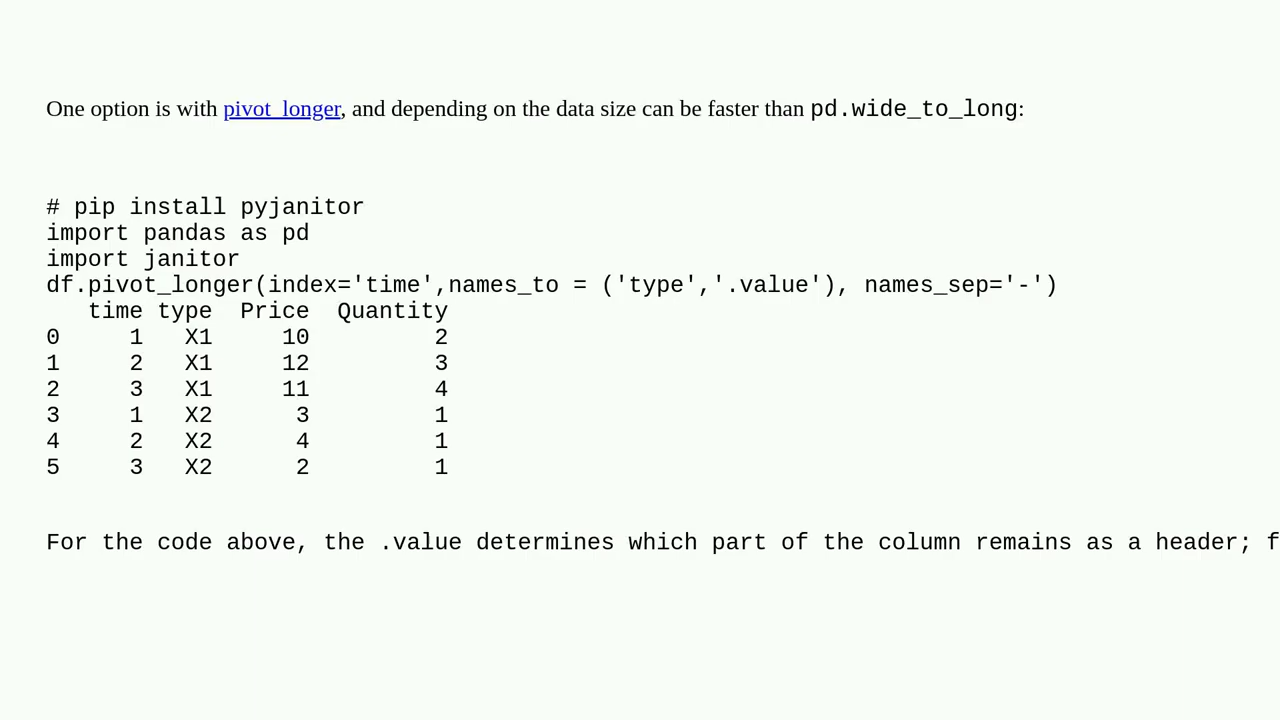 One option is with pivot_longer, and depending on the data size can be faster than pd.wide_to_long:
# pip install pyjanitor
import pandas as pd
import janitor
df.pivot_longer(index='time',names_to = ('type','.value'), names_sep='-')
   time type  Price  Quantity
0     1   X1     10         2
1     2   X1     12         3
2     3   X1     11         4
3     1   X2      3         1
4     2   X2      4         1
5     3   X2      2         1
For the code above, the .value determines which part of the column remains as a header;